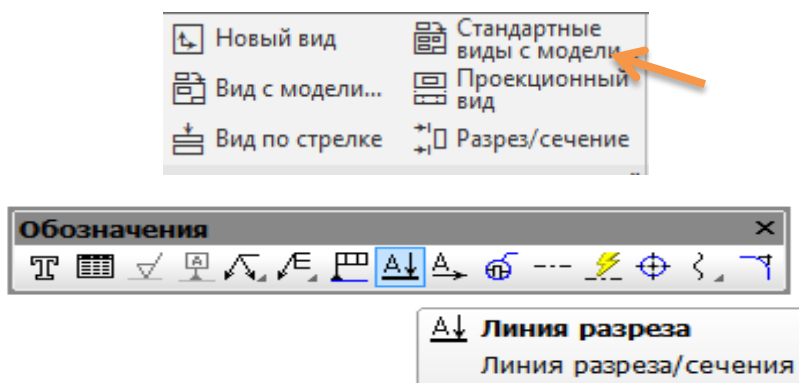 Новый вид
Стандартные
виды с модели...
Вид с модели...
Проекционный
вид
Вид по стрелке
Разрез/сечение
Обозначения
Линия разреза
Линия разреза/сечения